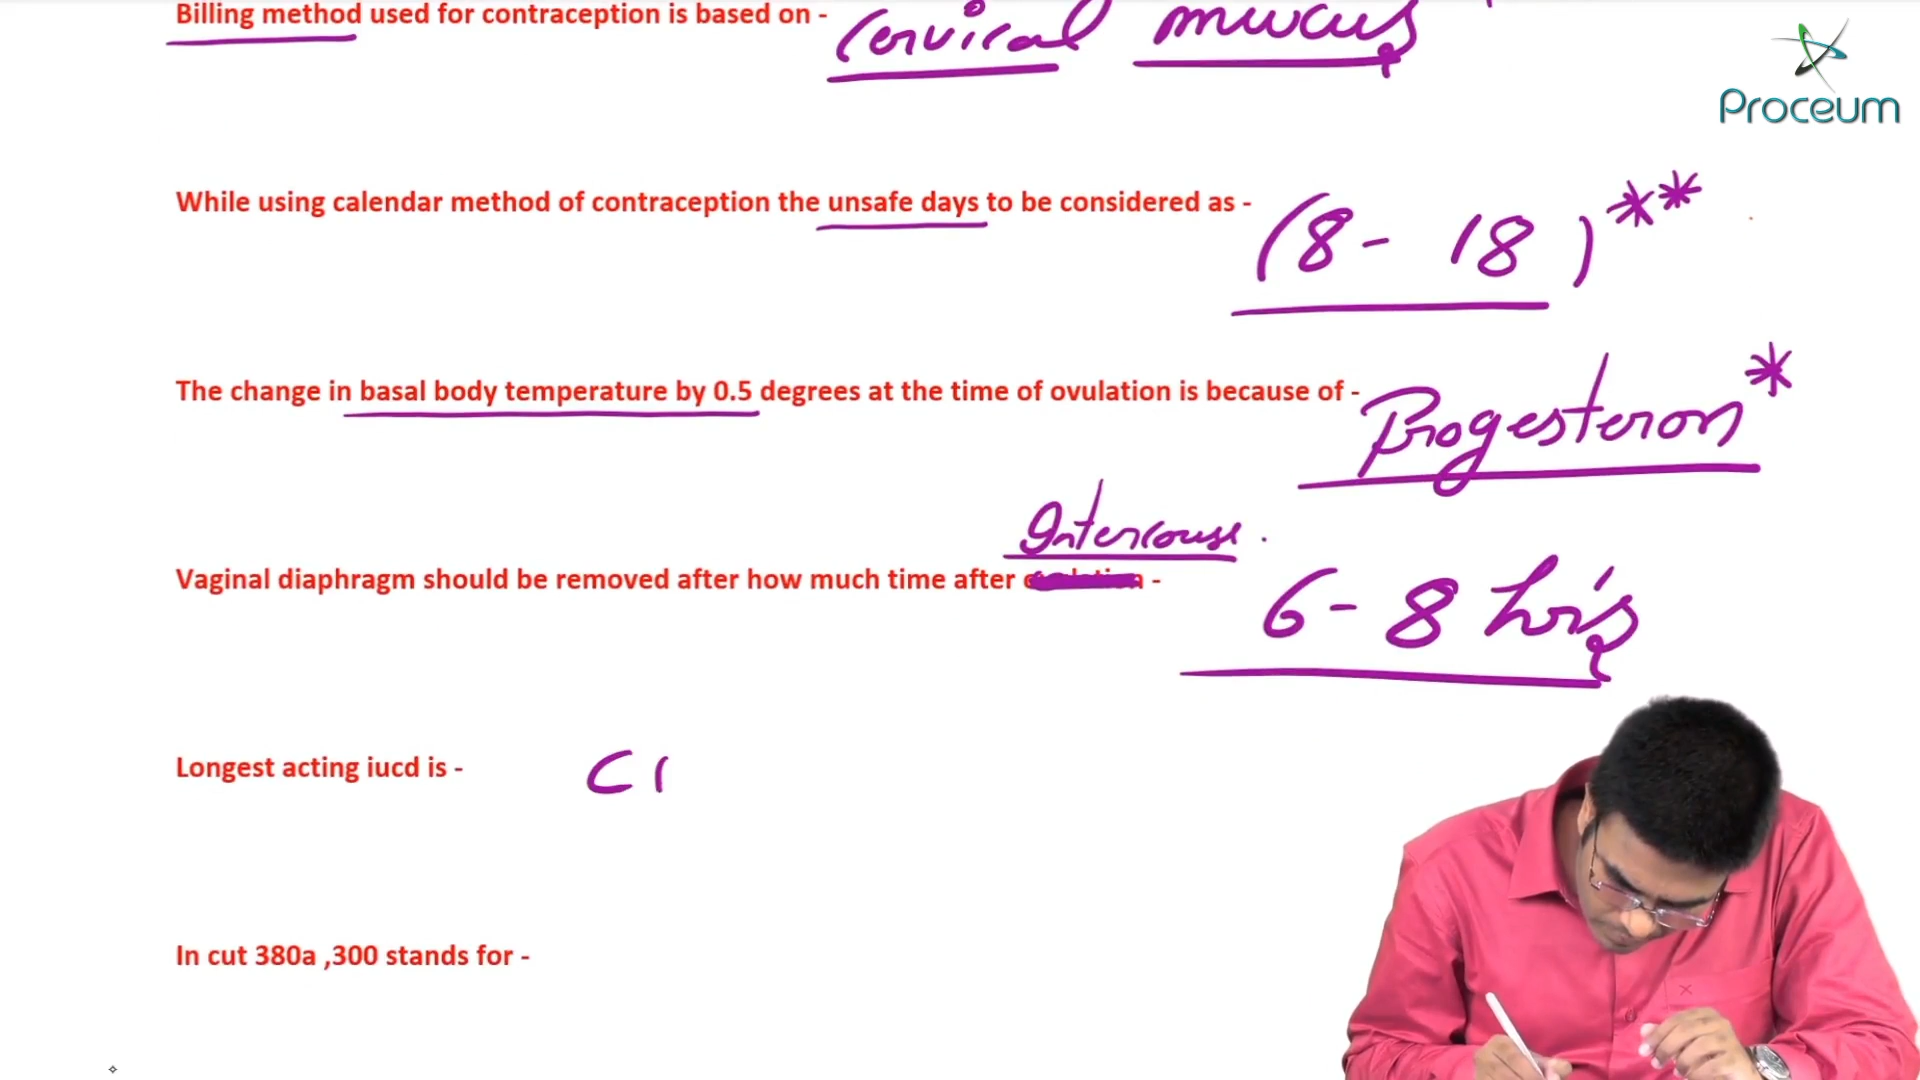 Billing method used for contraception is based on - Cervical mucus
Proceum
While using calendar method of contraception the unsafe days to be considered as - (8 - 18)**
The change in basal body temperature by 0.5 degrees at the time of ovulation is because of - Progesteron*
Intercouse.
Vaginal diaphragm should be removed after how much time after - 6 - 8 hr's
Longest acting iucd is - C
In cut 380a ,300 stands for -